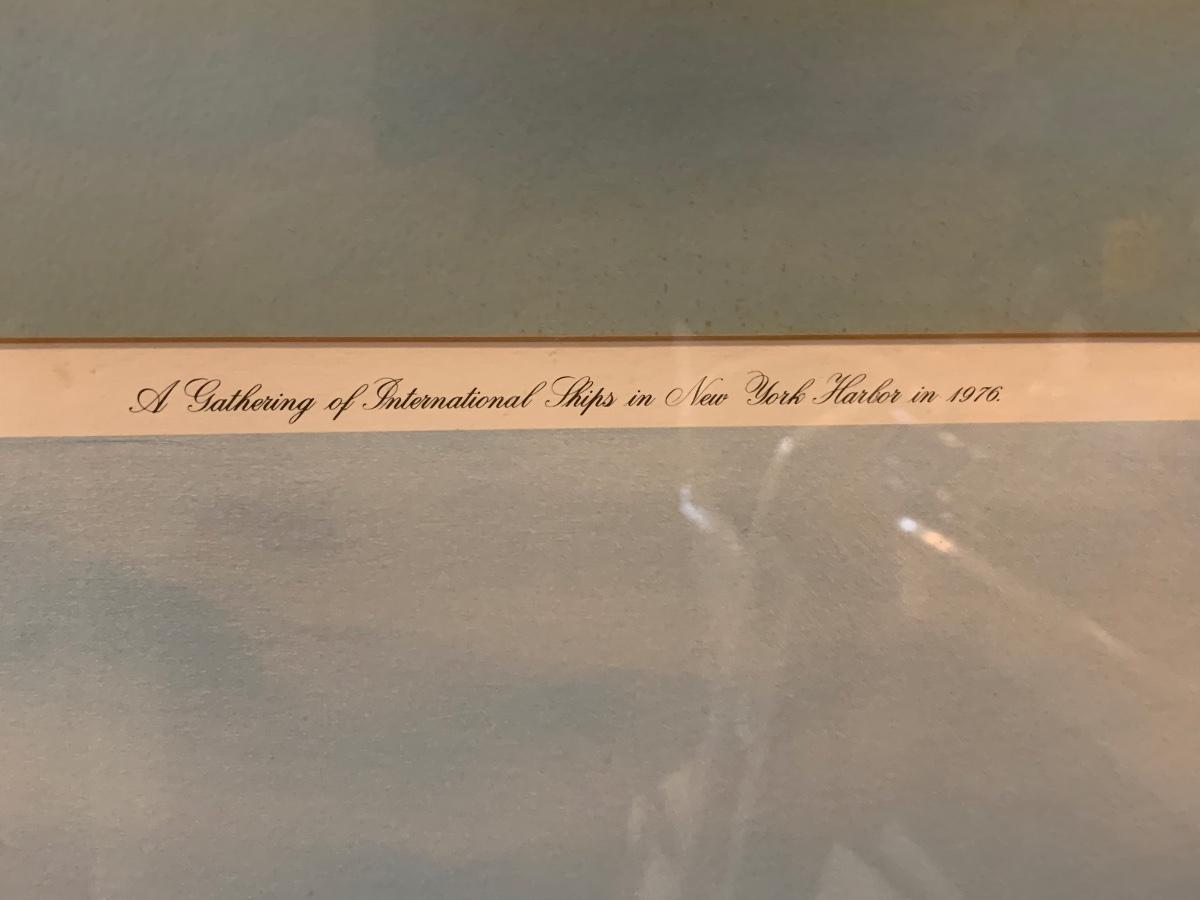 A Gathering of International Ships in New York Harbor in 1976.